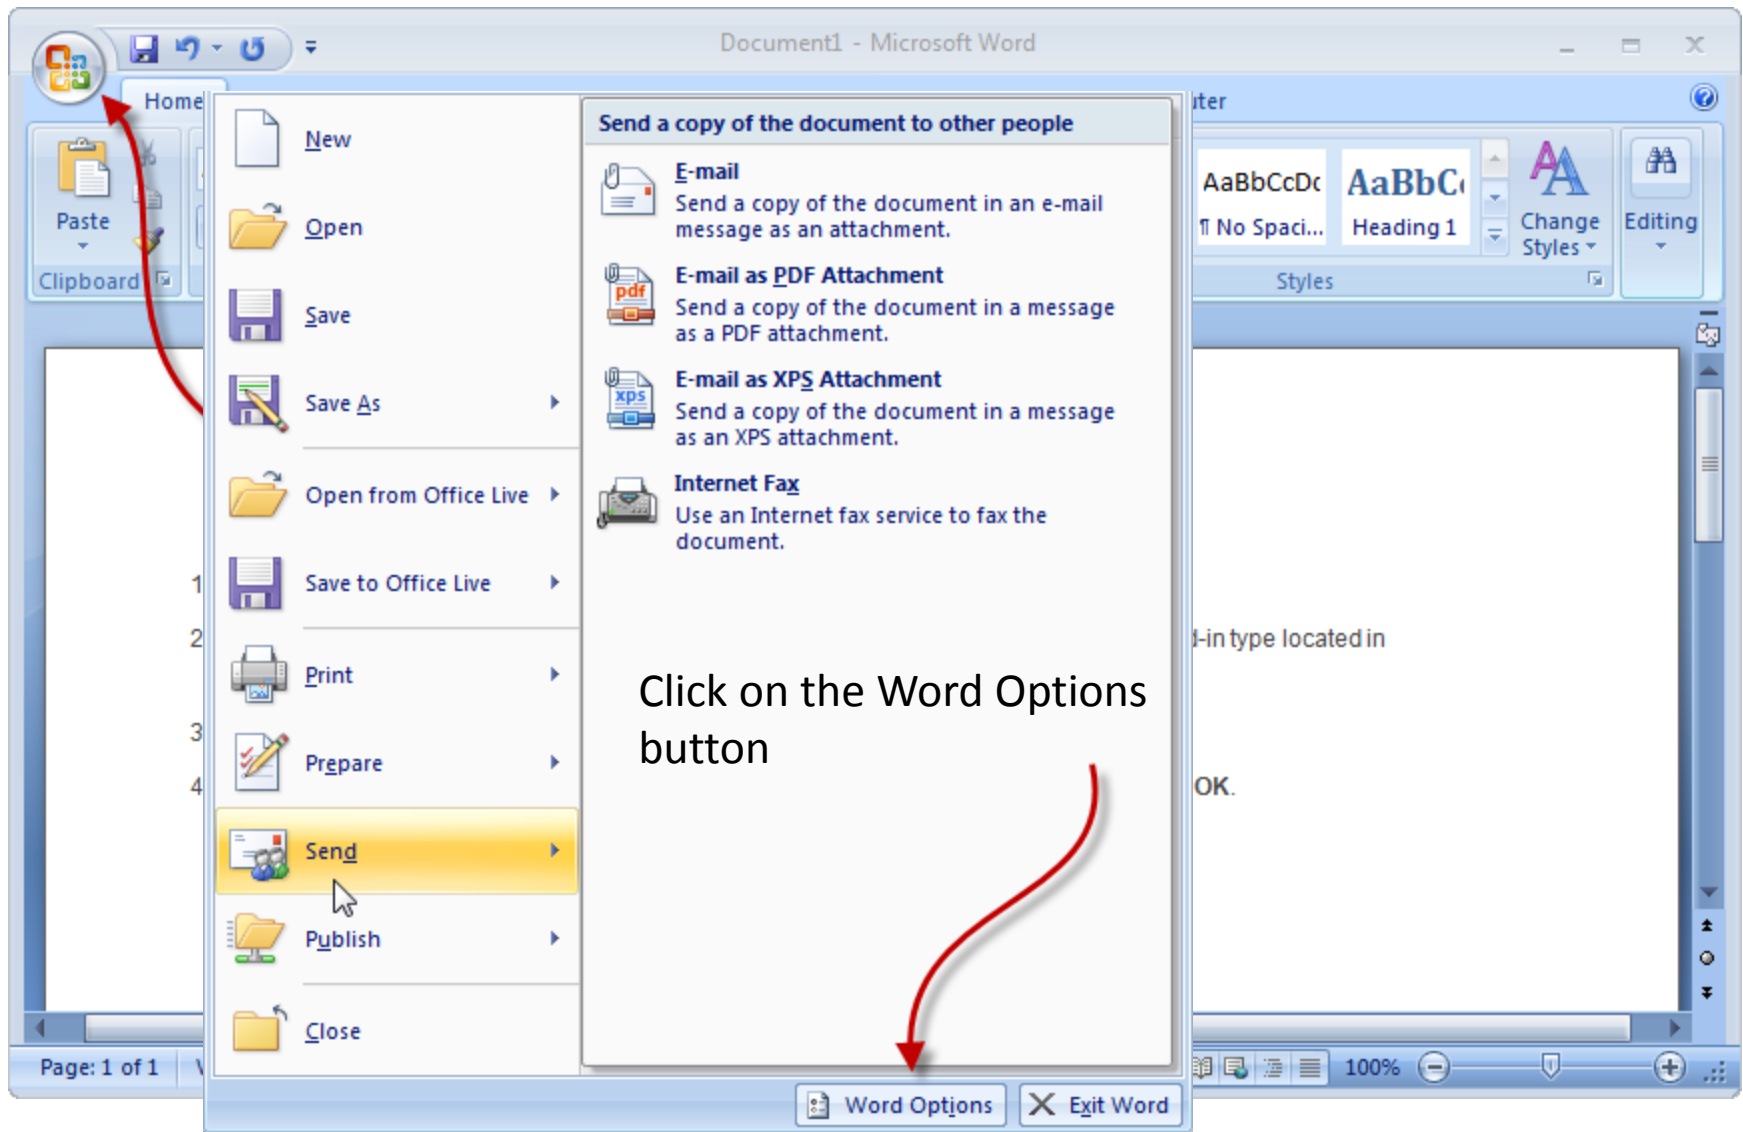 Document1 - Microsoft Word
Home
Paste
Clipboard
New
Open
Save
Save As
Open from Office Live
Save to Office Live
Print
Prepare
Send
Publish
Close
Send a copy of the document to other people
E-mail
Send a copy of the document in an e-mail
message as an attachment.
pdf
E-mail as PDF Attachment
Send a copy of the document in a message
as a PDF attachment.
xps
E-mail as XPS Attachment
Send a copy of the document in a message
as an XPS attachment.
Internet Fax
Use an Internet fax service to fax the
document.
Click on the Word Options
button
Word Options
Exit Word
AaBbCcDc
¶ No Spaci...
AaBbC
Heading 1
Change
Styles
Editing
Styles
1
2
-in type located in
3
4
OK.
Page: 1 of 1
100%